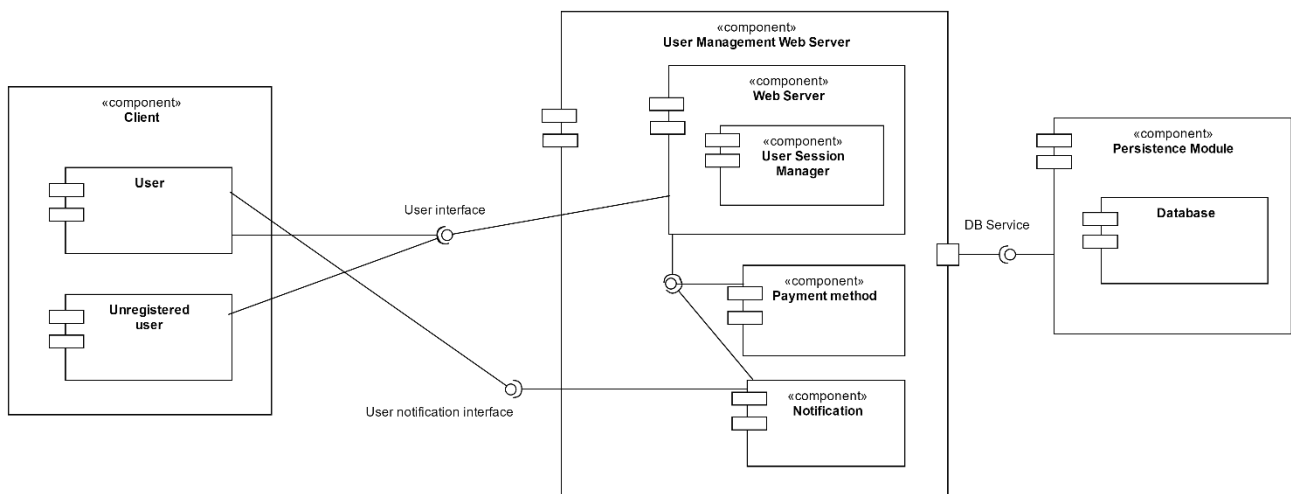 «component»
Client
User
Unregistered
user
User interface
User notification interface
«component»
User Management Web Server
«component»
Web Server
«component»
User Session
Manager
«component»
Payment method
«component»
Notification
DB Service
«component»
Persistence Module
Database